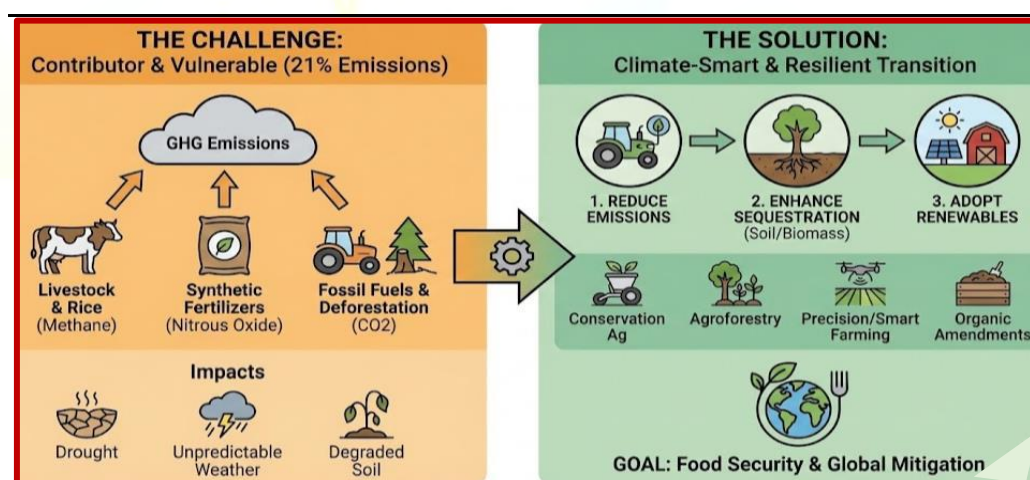 THE CHALLENGE:
Contributor & Vulnerable (21% Emissions)
GHG Emissions
Livestock
& Rice
(Methane)
Synthetic
Fertilizers
(Nitrous Oxide)
Fossil Fuels &
Deforestation
(CO2)
Impacts
Drought
Unpredictable
Weather
Degraded
Soil
THE SOLUTION:
Climate-Smart & Resilient Transition
1. REDUCE
EMISSIONS
2. ENHANCE
SEQUESTRATION
(Soil/Biomass)
3. ADOPT
RENEWABLES
Conservation
Ag
Agroforestry
Precision/Smart
Farming
Organic
Amendments
GOAL: Food Security & Global Mitigation